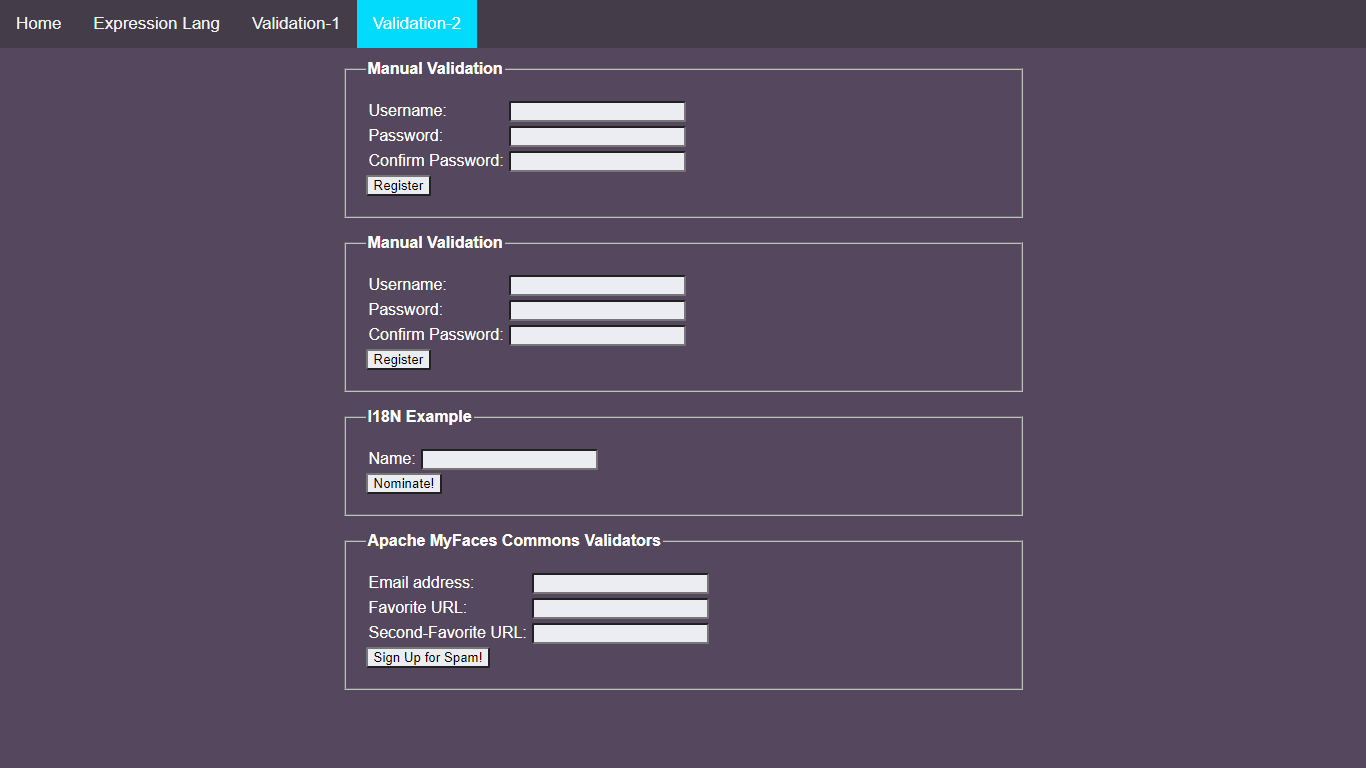 Home Expression Lang Validation-1 Validation-2
Manual Validation
Username:
Password:
Confirm Password:
Register
Manual Validation
Username:
Password:
Confirm Password:
Register
I18N Example
Name:
Nominate!
Apache MyFaces Commons Validators
Email address:
Favorite URL:
Second-Favorite URL:
Sign Up for Spam!